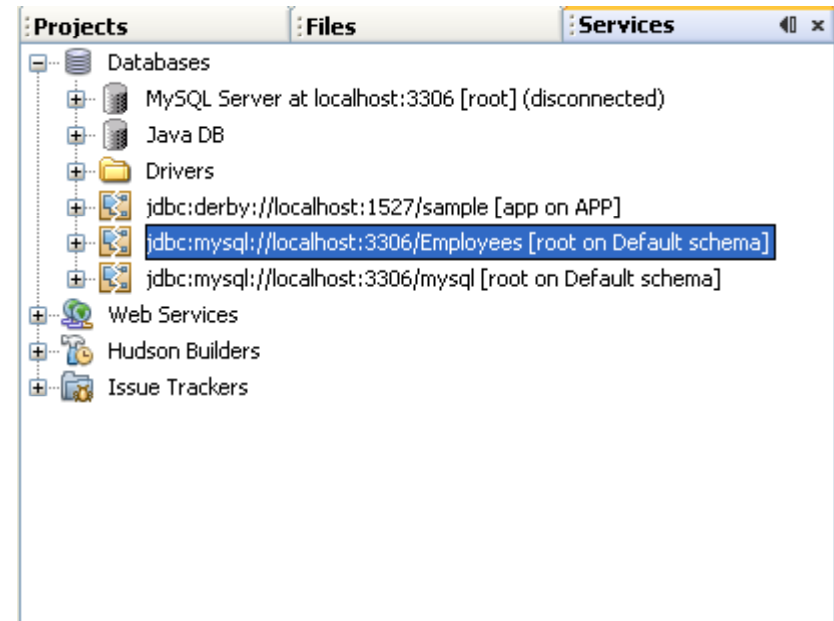 Projects Files Services
Databases
MySQL Server at localhost:3306 [root] (disconnected)
Java DB
Drivers
jdbc:derby://localhost:1527/sample [app on APP]
jdbc:mysql://localhost:3306/Employees [root on Default schema]
jdbc:mysql://localhost:3306/mysql [root on Default schema]
Web Services
Hudson Builders
Issue Trackers